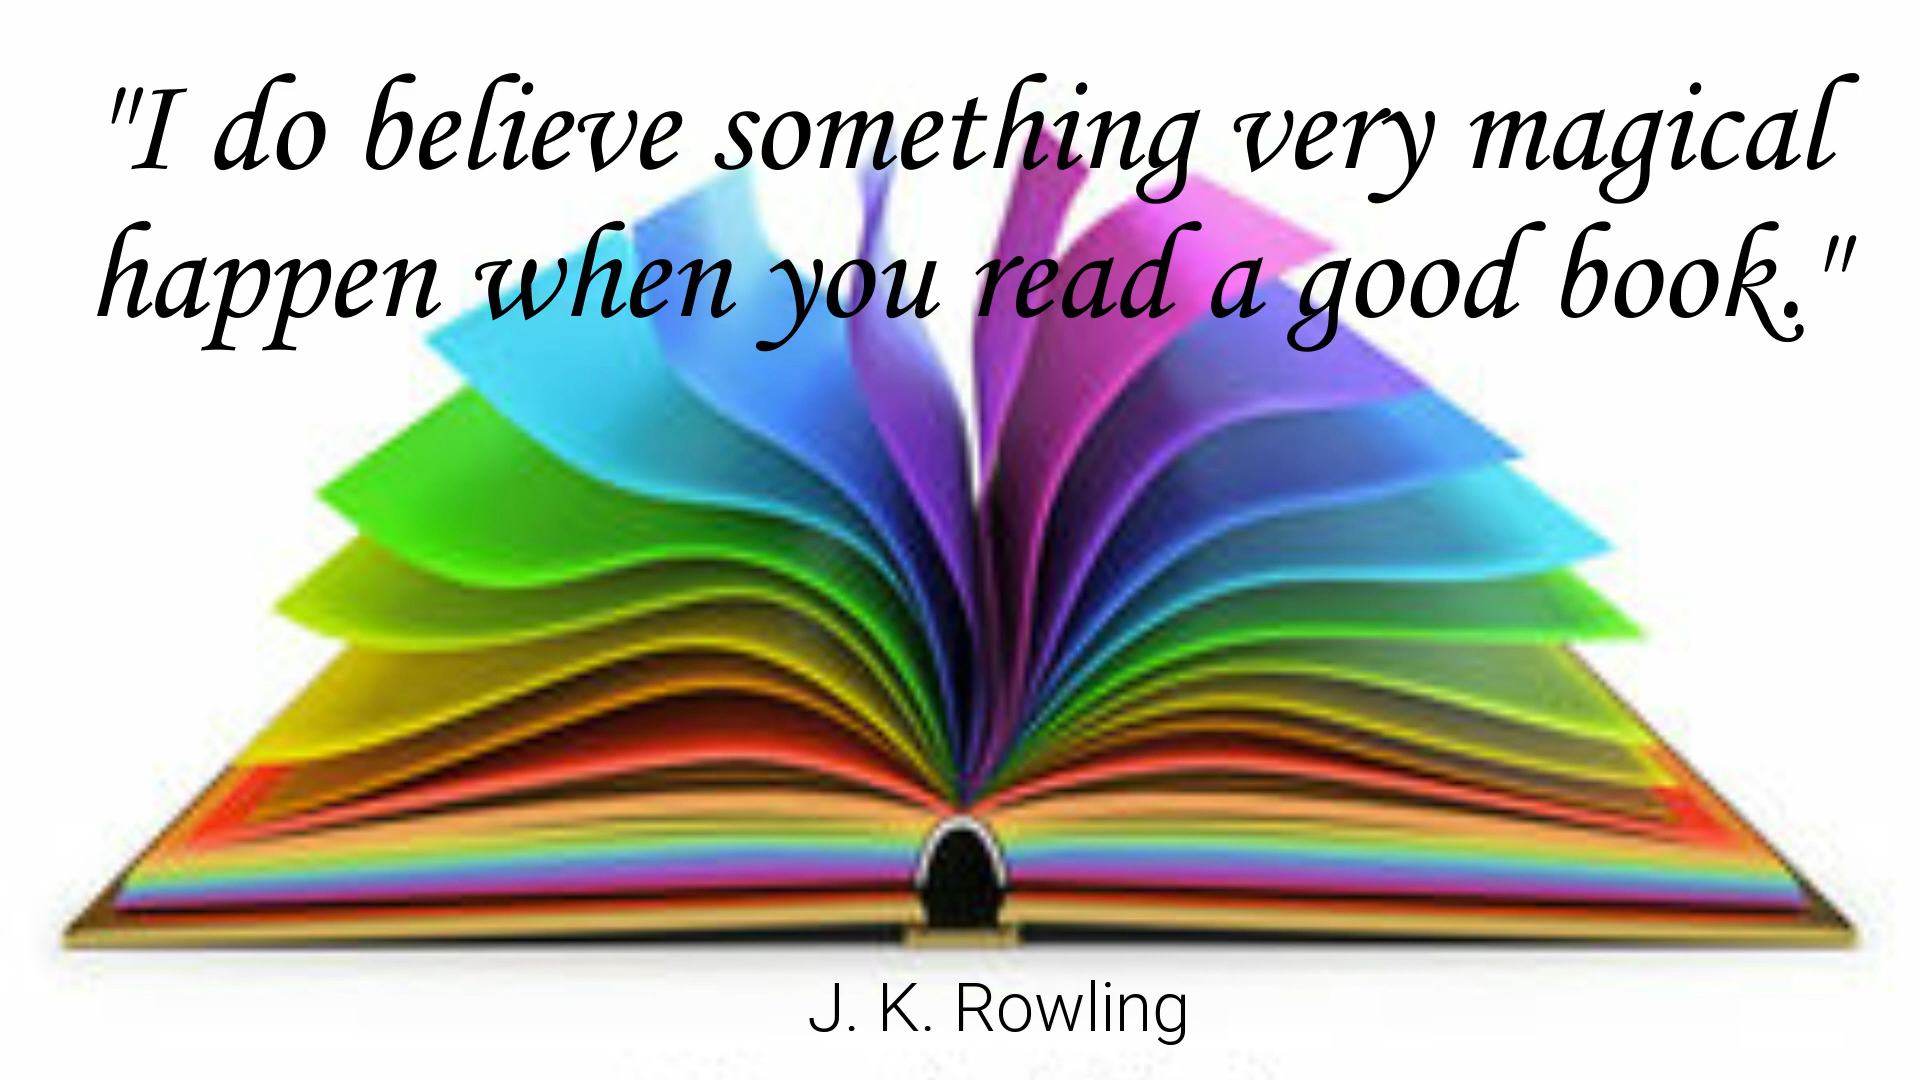 "I do believe something very magical
happen when you read a good book."
J. K. Rowling